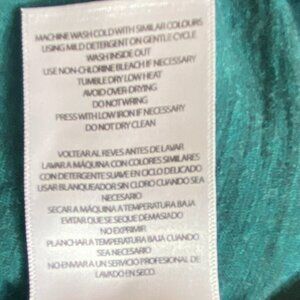 MACHINE WASH COLD WITH SIMILAR COLOURS
USING MILD DETERGENT ON GENTLE CYCLE
WASH INSIDE OUT
USE NON-CHLORINE BLEACH IF NECESSARY
TUMBLE DRY LOW HEAT
AVOID OVER-DRYING
DO NOT WRING
PRESS WITH LOW IRON IF NECESSARY
DO NOT DRY CLEAN
VOLTEAR AL REVES ANTES DE LAVAR
LAVAR A MÁQUINA CON COLORES SIMILARES
CON DETERGENTE SUAVE EN CICLO DELICADO
USAR BLANQUEADOR SIN CLORO CUANDO SEA
NECESARIO
SECAR A MÁQUINA A TEMPERATURA BAJA
EVITAR QUE SE SEQUE DEMASIADO
NO EXPRIMIR
PLANCHAR A TEMPERATURA BAJA CUANDO
SEA NECESARIO
NO ENVIAR A UN SERVICIO PROFESIONAL DE
LAVADO EN SECO.